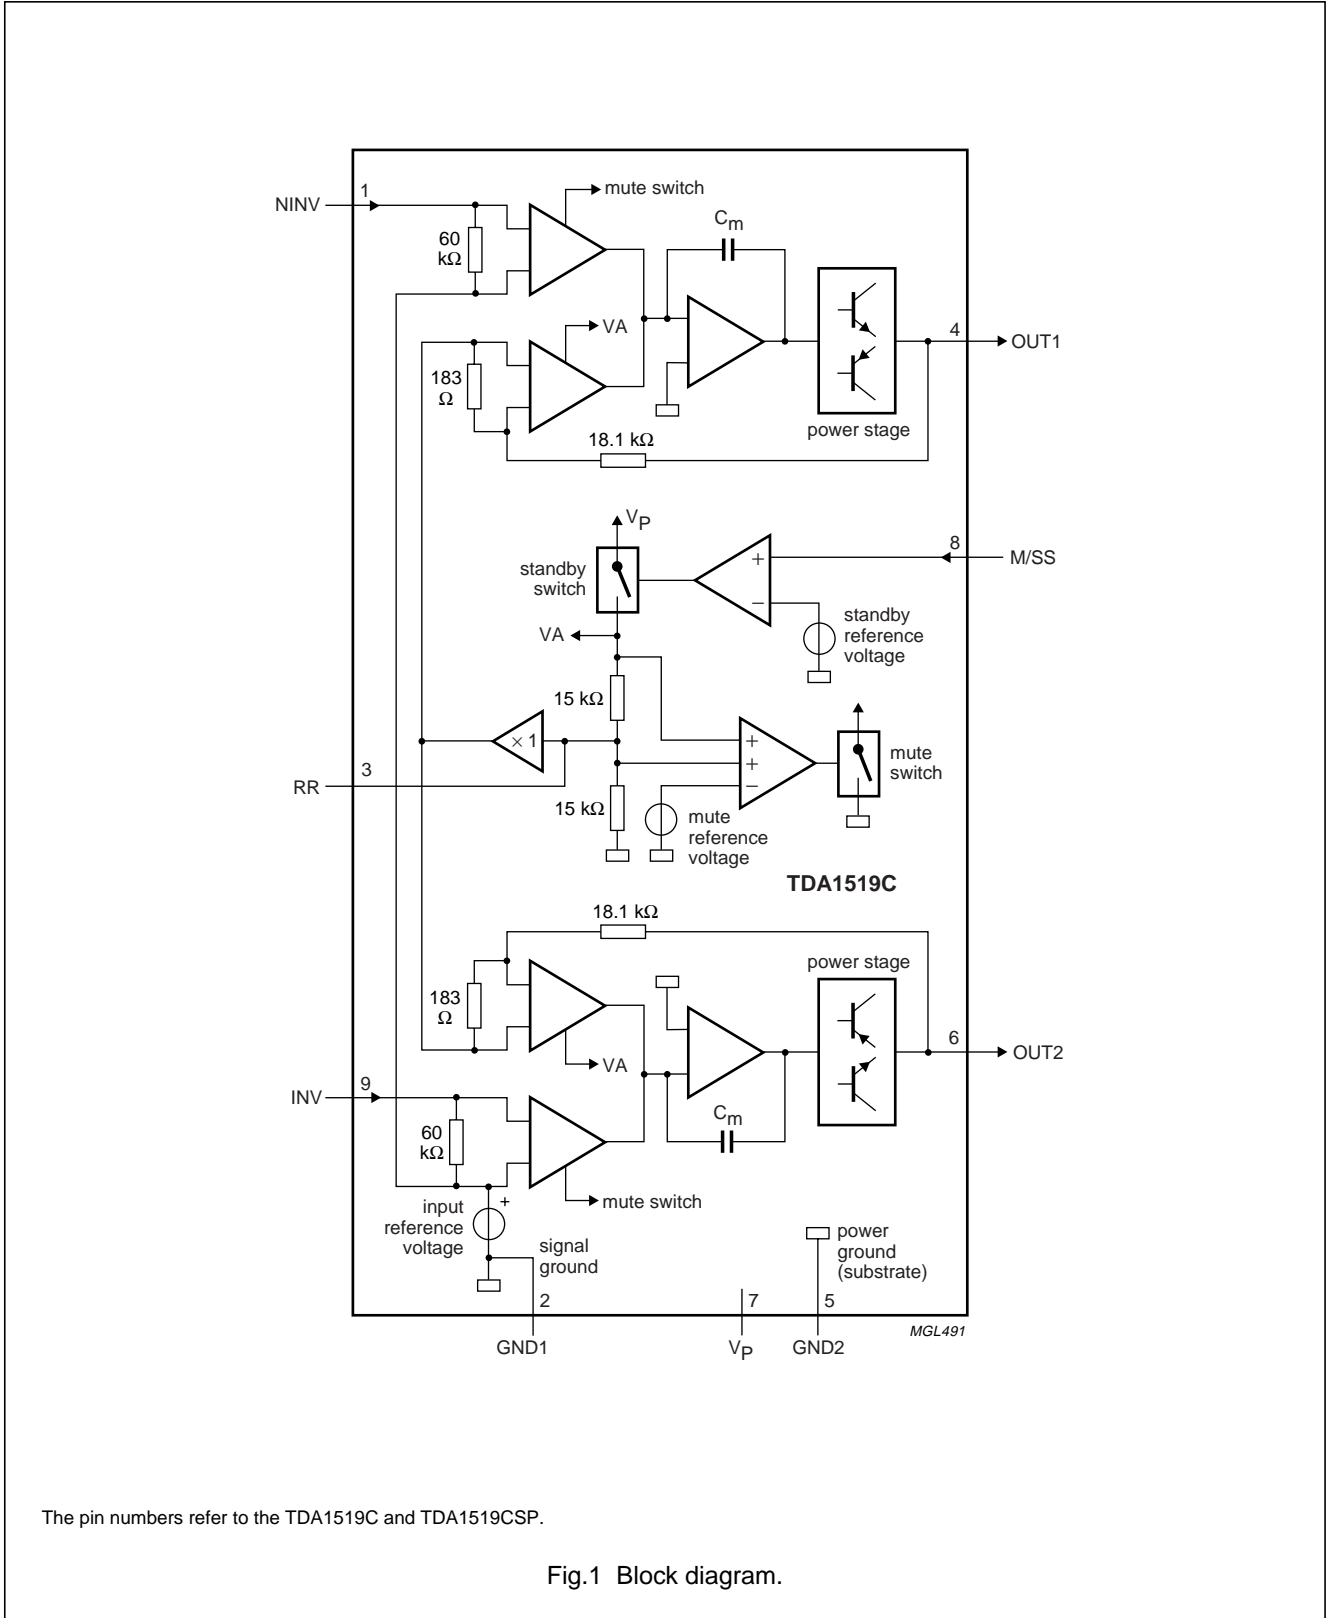 mute switch
1
NINV
Cm
60
kΩ
VA
4
OUT1
183
Ω
power stage
18.1 kΩ
VP
8
M/SS
standby
switch
+
−
standby
reference
voltage
VA
15 kΩ
× 1
+
+
−
mute
switch
3
RR
15 kΩ
mute
reference
voltage
TDA1519C
18.1 kΩ
power stage
183
Ω
6
OUT2
VA
9
INV
Cm
60
kΩ
mute switch
input
reference
voltage
+
signal
ground
power
ground
(substrate)
2
7
5
MGL491
GND1
VP
GND2
The pin numbers refer to the TDA1519C and TDA1519CSP.
Fig.1 Block diagram.